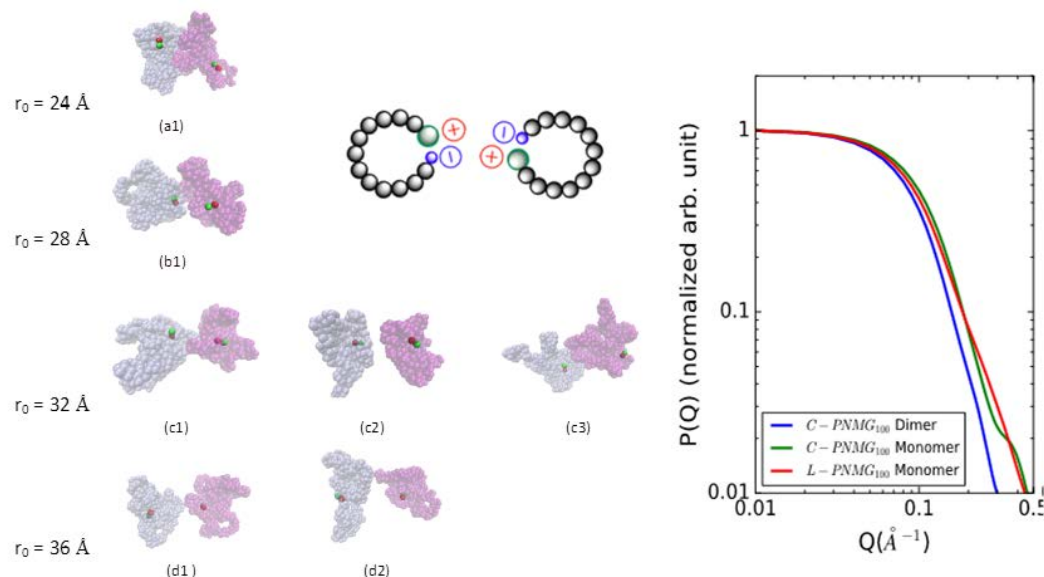 r₀ = 24 Å
(a1)
r₀ = 28 Å
(b1)
r₀ = 32 Å
(c1)
(c2)
(c3)
r₀ = 36 Å
(d1)
(d2)
+
−
−
+
P(Q) (normalized arb. unit)
1
0.1
0.01
C − PNMG₁₀₀ Dimer
C − PNMG₁₀₀ Monomer
L − PNMG₁₀₀ Monomer
0.01
0.1
0.5
Q(Å⁻¹)